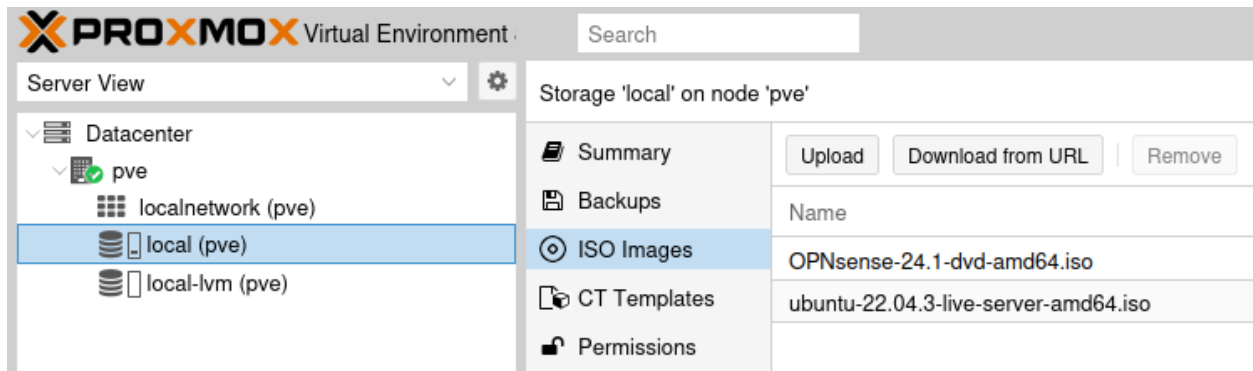 PROXMOX Virtual Environment
Search
Server View
Datacenter
pve
localnetwork (pve)
local (pve)
local-lvm (pve)
Storage 'local' on node 'pve'
Summary
Backups
ISO Images
CT Templates
Permissions
Upload
Download from URL
Remove
Name
OPNsense-24.1-dvd-amd64.iso
ubuntu-22.04.3-live-server-amd64.iso